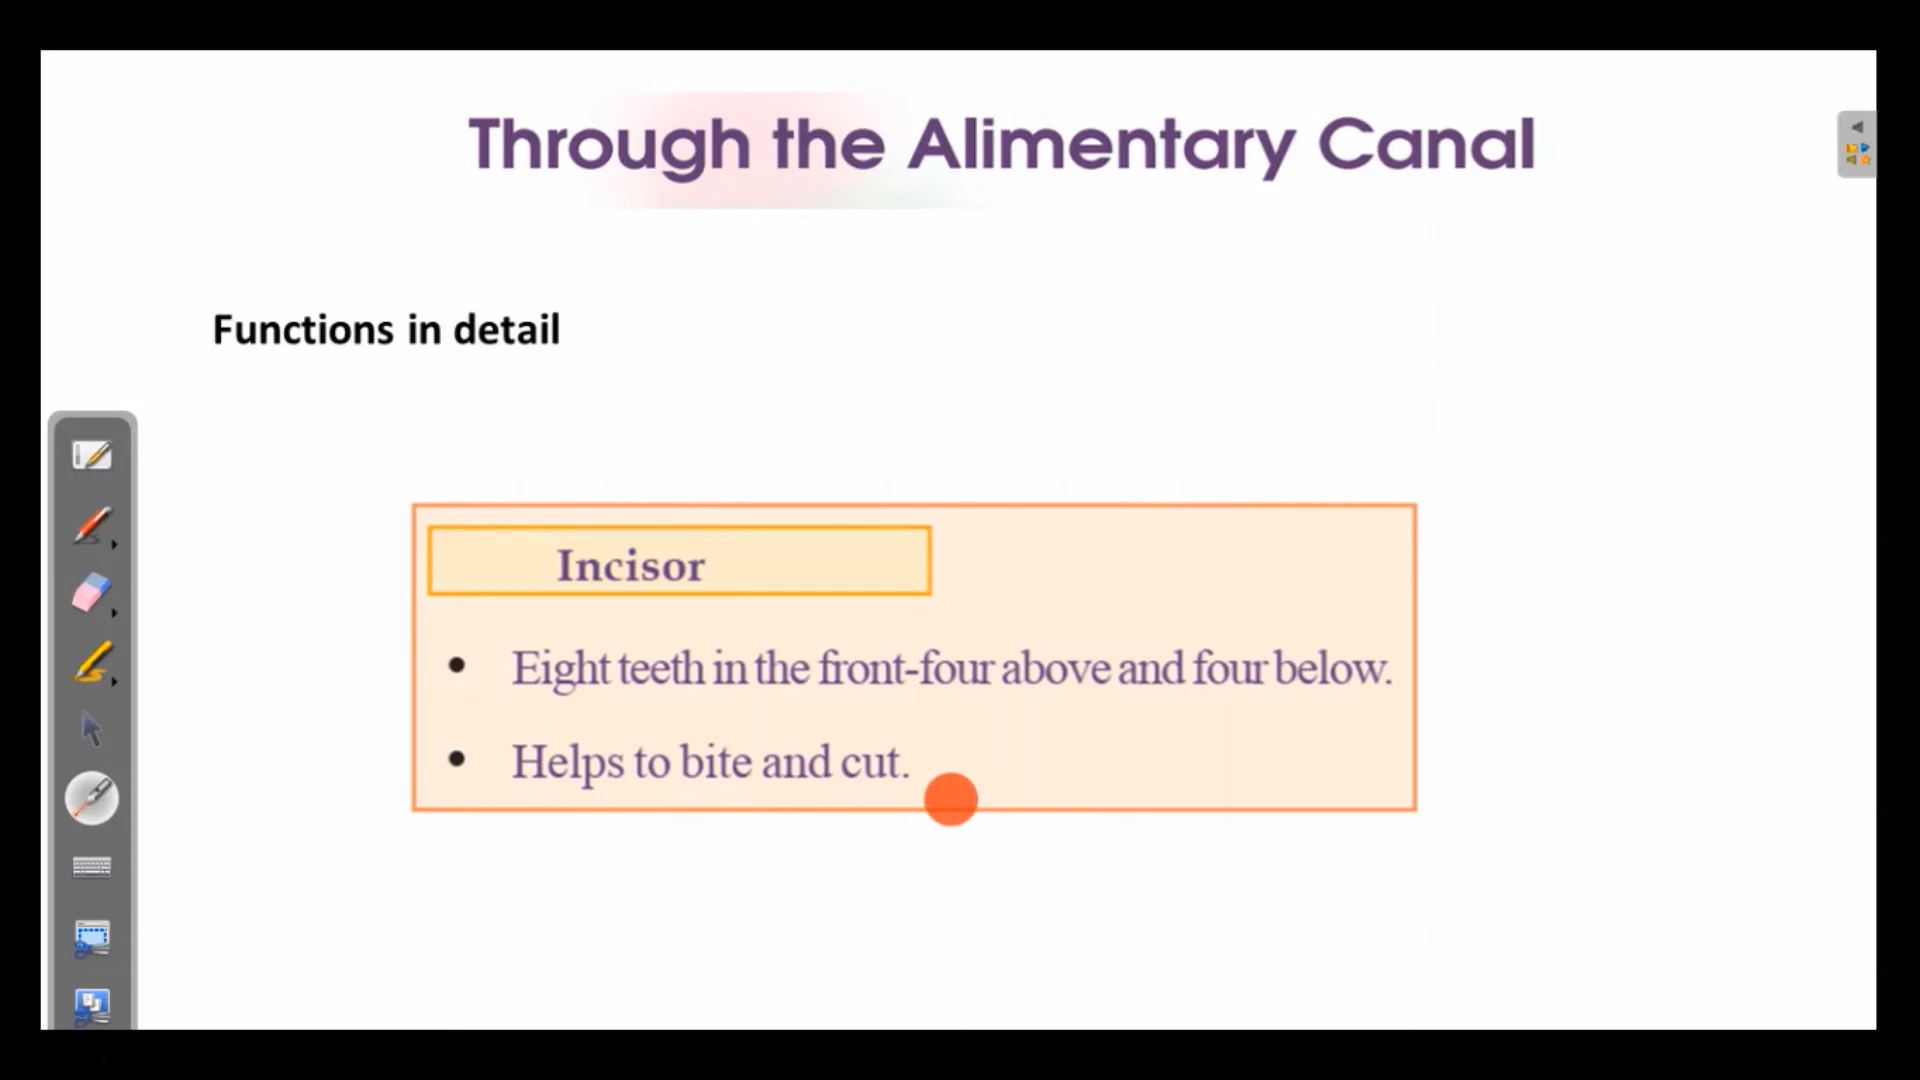 Through the Alimentary Canal
Functions in detail
Incisor
• Eight teeth in the front-four above and four below.
• Helps to bite and cut.